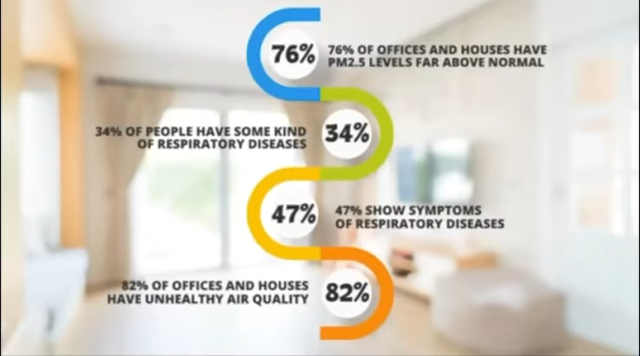 76%
76% OF OFFICES AND HOUSES HAVE
PM2.5 LEVELS FAR ABOVE NORMAL
34% OF PEOPLE HAVE SOME KIND
OF RESPIRATORY DISEASES
34%
47%
47% SHOW SYMPTOMS
OF RESPIRATORY DISEASES
82% OF OFFICES AND HOUSES
HAVE UNHEALTHY AIR QUALITY
82%